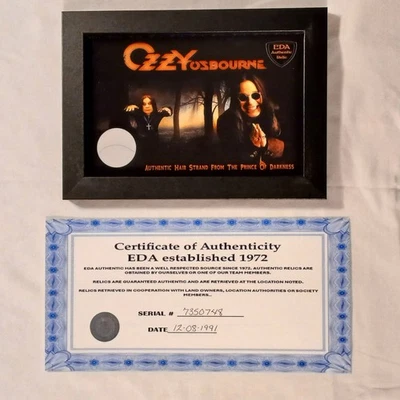 OZZY OSBOURNE
EDA
Authentic
Relic
AUTHENTIC HAIR STRAND FROM THE PRINCE OF DARKNESS
Certificate of Authenticity
EDA established 1972
EDA AUTHENTIC HAS BEEN A WELL RESPECTED SOURCE SINCE 1972, AUTHENTIC RELICS ARE
OBTAINED BY OURSELVES OR ONE OF OUR TEAM MEMBERS.
RELICS ARE GUARANTEED AUTHENTIC AND ARE RETRIEVED AT THE LOCATION NOTED.
RELICS RETRIEVED IN COOPERATION WITH LAND OWNERS, LOCATION AUTHORITIES OR SOCIETY
MEMBERS...
SERIAL # 7350748
DATE 12-08-1991